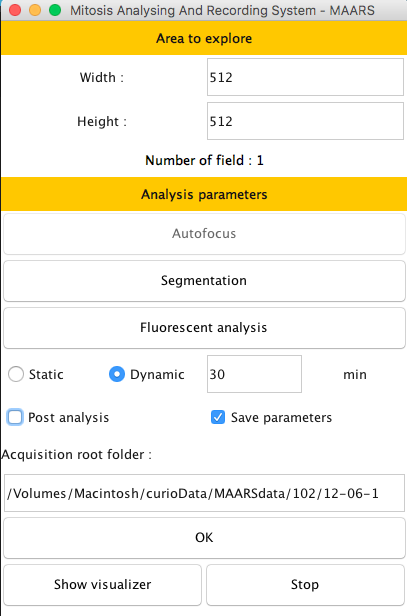 Mitosis Analysing And Recording System - MAARS
Area to explore
Width : 512
Height : 512
Number of field : 1
Analysis parameters
Autofocus
Segmentation
Fluorescent analysis
Static Dynamic 30 min
Post analysis Save parameters
Acquisition root folder :
/Volumes/Macintosh/curioData/MAARSdata/102/12-06-1
OK
Show visualizer Stop